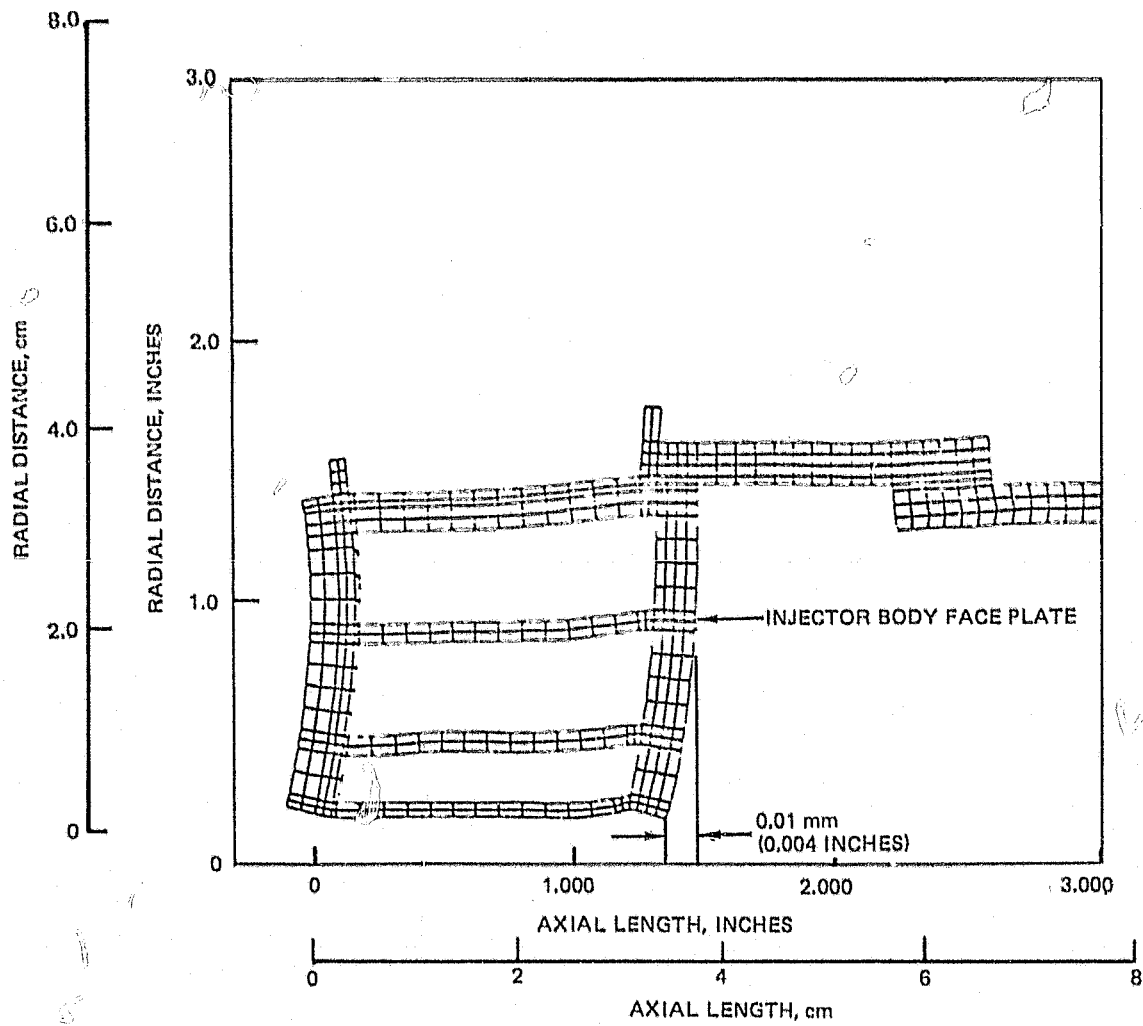 8.0
3.0
6.0
RADIAL DISTANCE, cm
RADIAL DISTANCE, INCHES
2.0
4.0
1.0
INJECTOR BODY FACE PLATE
2.0
0.01 mm
(0.004 INCHES)
0
0
0 1.000 2.000 3.000
AXIAL LENGTH, INCHES
0 2 4 6 8
AXIAL LENGTH, cm